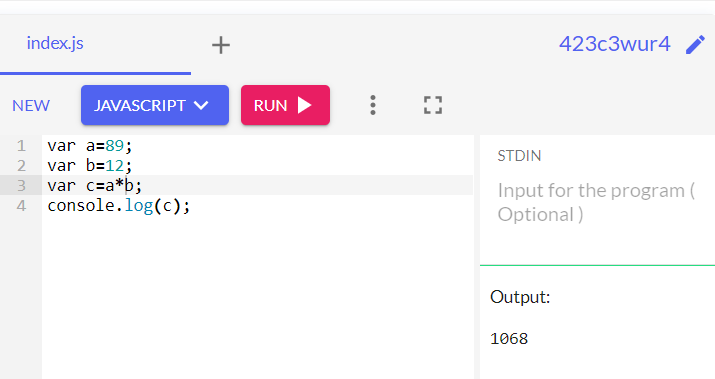 index.js
423c3wur4
NEW
JAVASCRIPT
RUN
1 var a=89;
2 var b=12;
3 var c=a*b;
4 console.log(c);
STDIN
Input for the program (
Optional )
Output:
1068